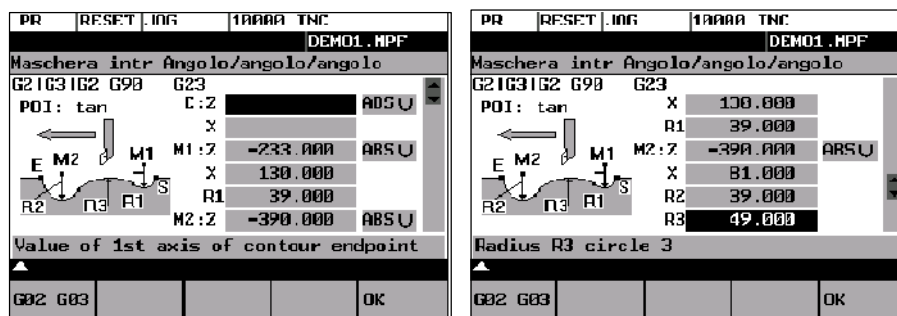 PR RESET JOG 10000 INC
DEMO1.MPF
Maschera intr Angolo/angolo/angolo
G2|G3|G2 G90 G23
POI: tan
E:Z ABS U
X
M1:Z -233.000 ABS U
X 130.000
R1 39.000
M2:Z -390.000 ABS U
E M2 M1 S
R2 R3 R1
Value of 1st axis of contour endpoint
G02 G03 OK
PR RESET JOG 10000 INC
DEMO1.MPF
Maschera intr Angolo/angolo/angolo
G2|G3|G2 G90 G23
POI: tan
X 130.000
R1 39.000
M2:Z -390.000 ABS U
X 81.000
R2 39.000
R3 49.000
E M2 M1 S
R2 R3 R1
Radius R3 circle 3
G02 G03 OK